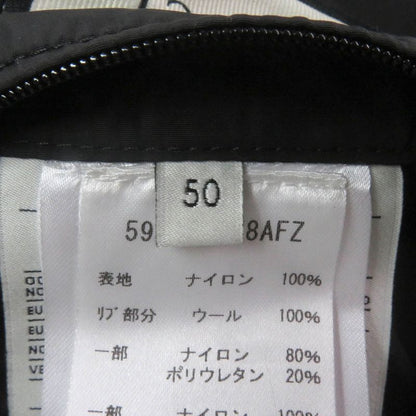 50
59 8AFZ
表地 ナイロン 100%
リブ部分 ウール 100%
一部 ナイロン 80%
ポリウレタン 20%
一部 ナイロン 100%